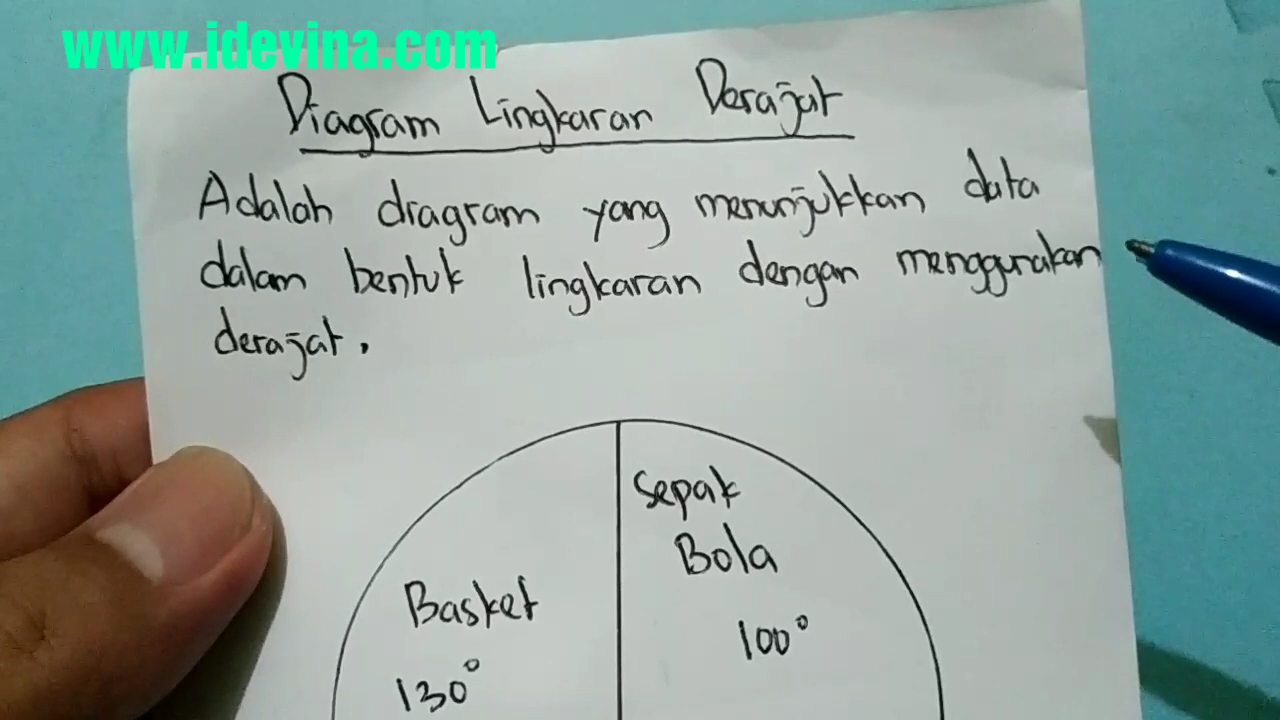 www.idevina.com
Diagram Lingkaran Derajat
Adalah diagram yang menunjukkan data
dalam bentuk lingkaran dengan menggunakan
derajat.
Sepak
Bola
100°
Basket
130°